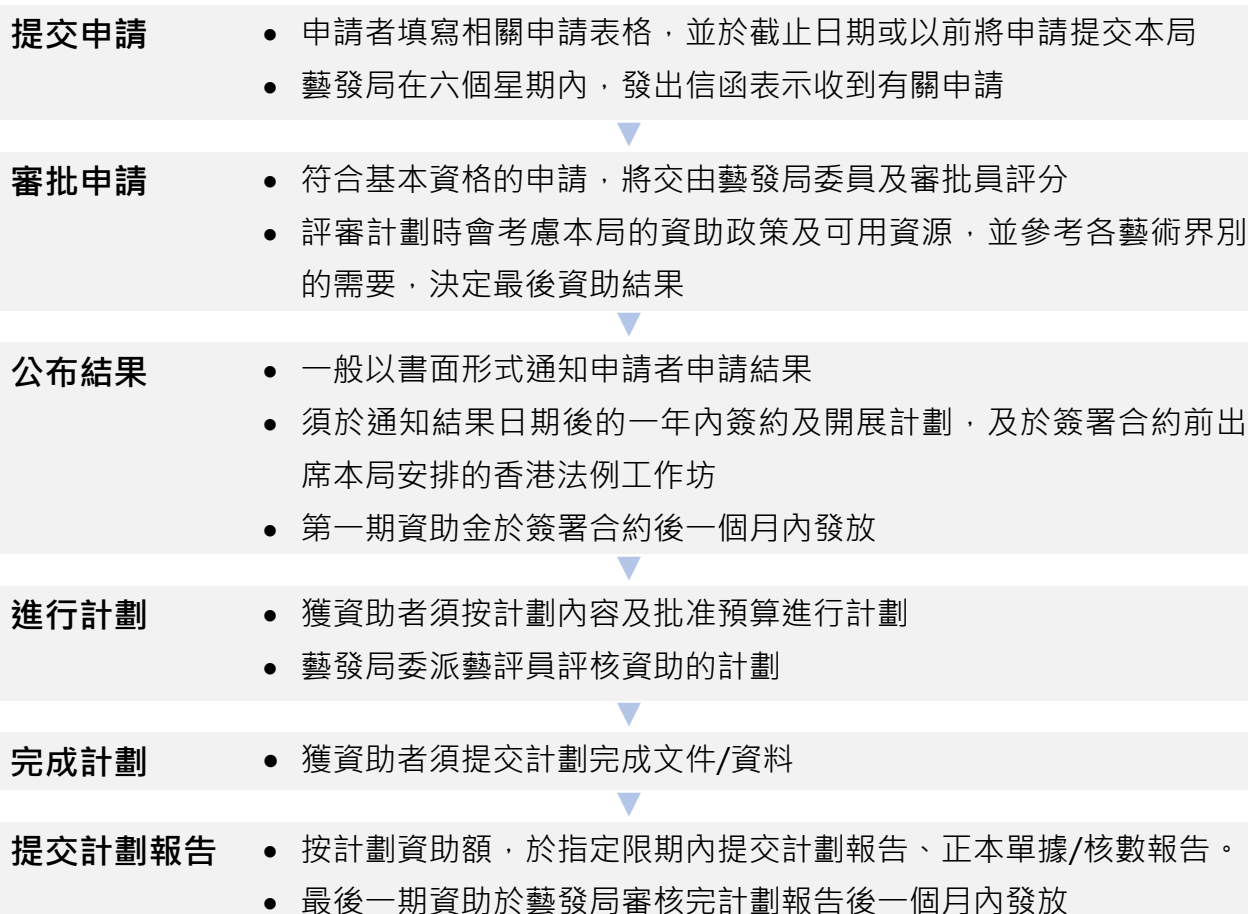 提交申請 ● 申請者填寫相關申請表格，並於截止日期或以前將申請提交本局
● 藝發局在六個星期內，發出信函表示收到有關申請
審批申請 ● 符合基本資格的申請，將交由藝發局委員及審批員評分
● 評審計劃時會考慮本局的資助政策及可用資源，並參考各藝術界別
的需要，決定最後資助結果
公布結果 ● 一般以書面形式通知申請者申請結果
● 須於通知結果日期後的一年內簽約及開展計劃，及於簽署合約前出
席本局安排的香港法例工作坊
● 第一期資助金於簽署合約後一個月內發放
進行計劃 ● 獲資助者須按計劃內容及批准預算進行計劃
● 藝發局委派藝評員評核資助的計劃
完成計劃 ● 獲資助者須提交計劃完成文件/資料
提交計劃報告 ● 按計劃資助額，於指定限期內提交計劃報告、正本單據/核數報告。
● 最後一期資助於藝發局審核完計劃報告後一個月內發放